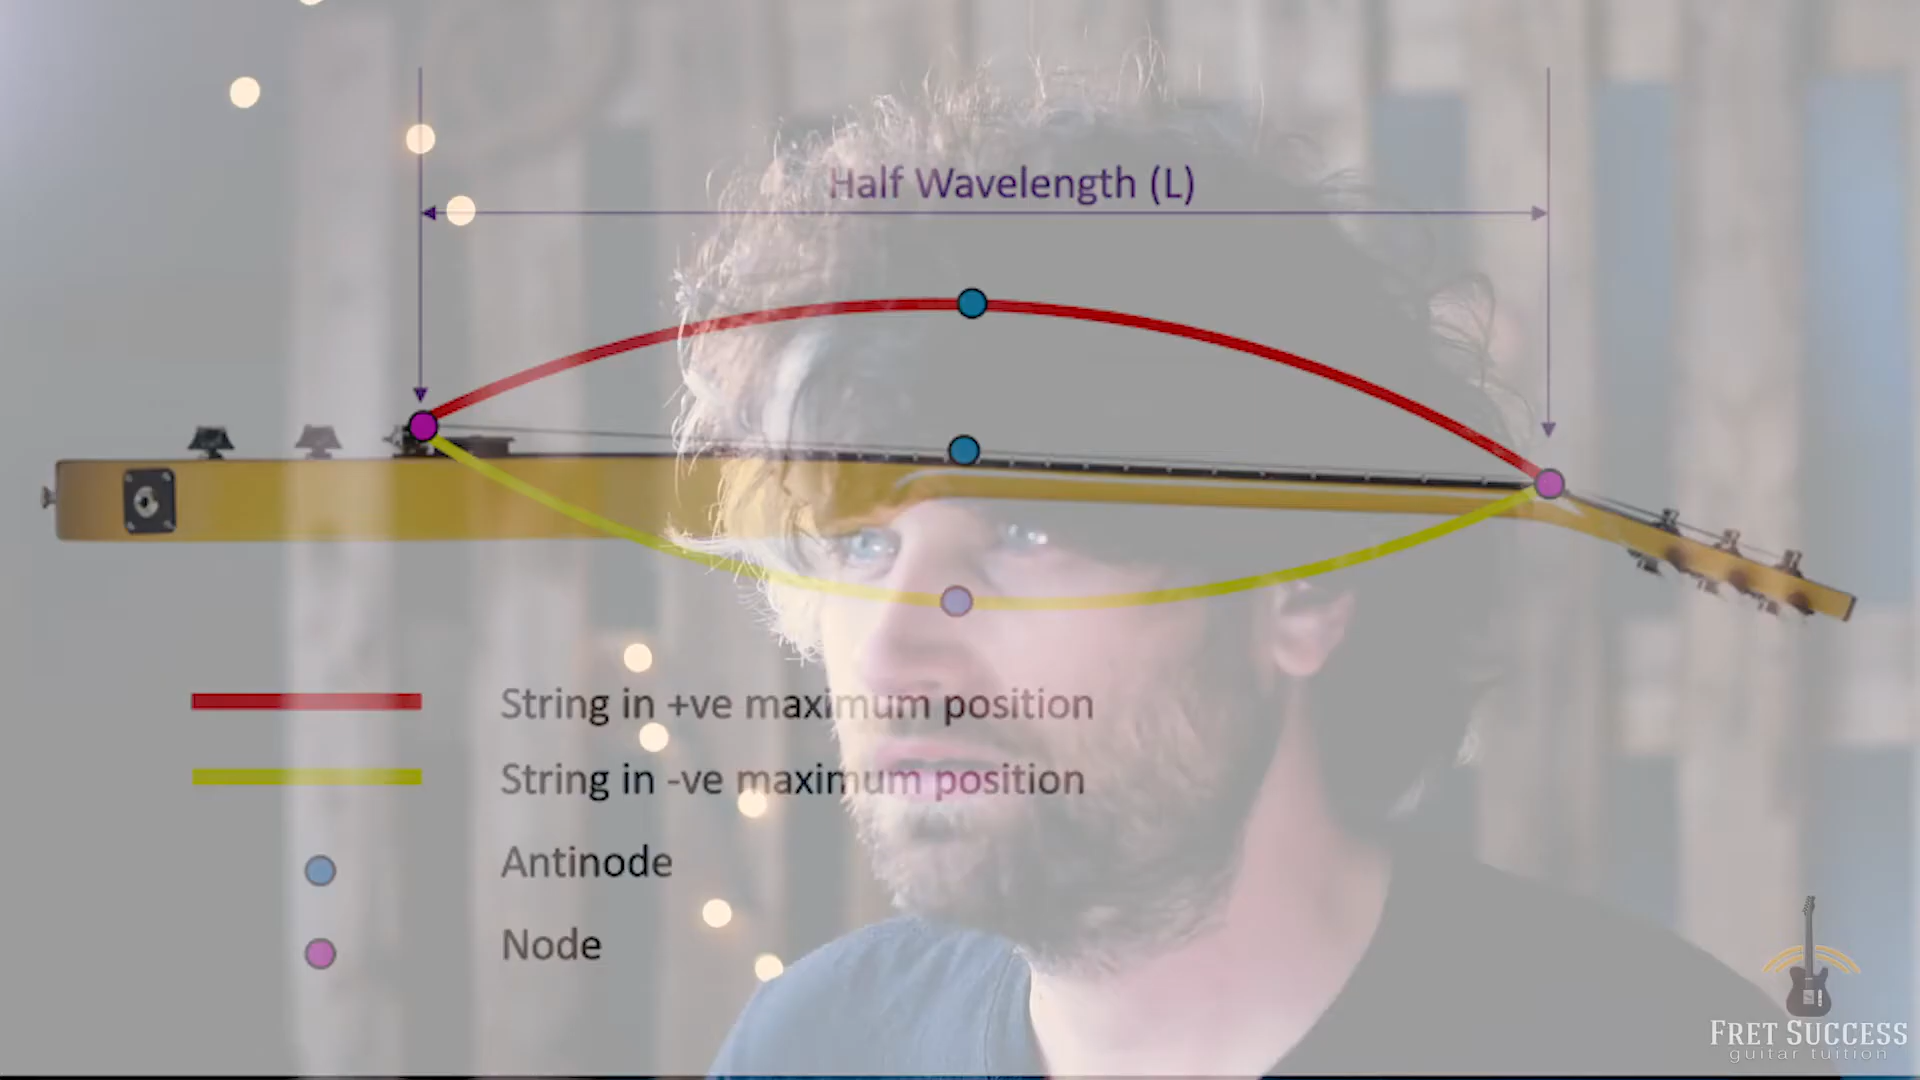 Half Wavelength (L)
String in +ve maximum position
String in -ve maximum position
Antinode
Node
FRET SUCCESS
guitar tuition